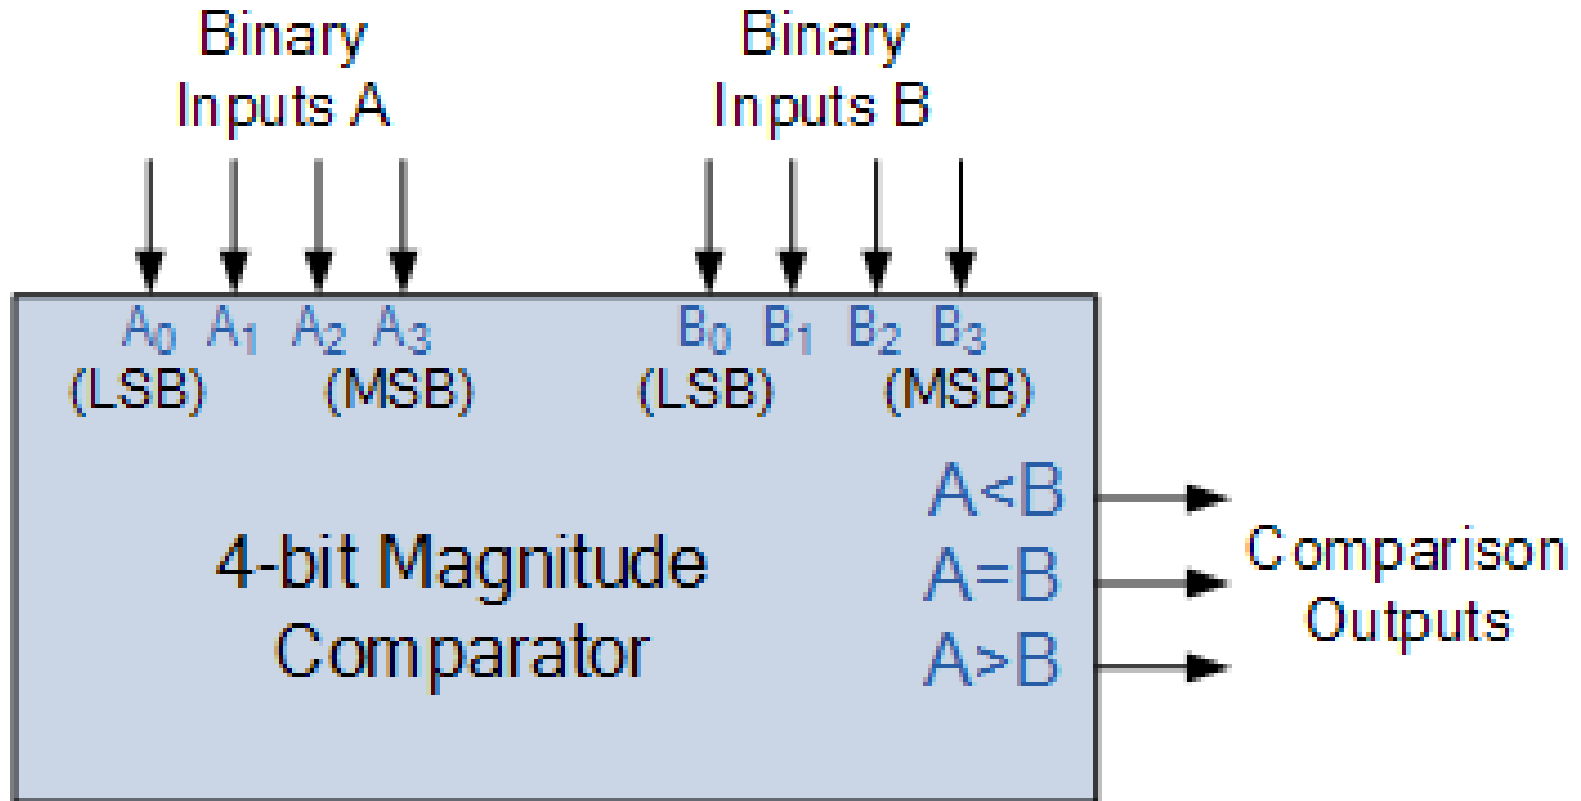 Binary
Inputs A
Binary
Inputs B
A₀ A₁ A₂ A₃
(LSB) (MSB)
B₀ B₁ B₂ B₃
(LSB) (MSB)
4-bit Magnitude
Comparator
A<B
A=B
A>B
Comparison
Outputs